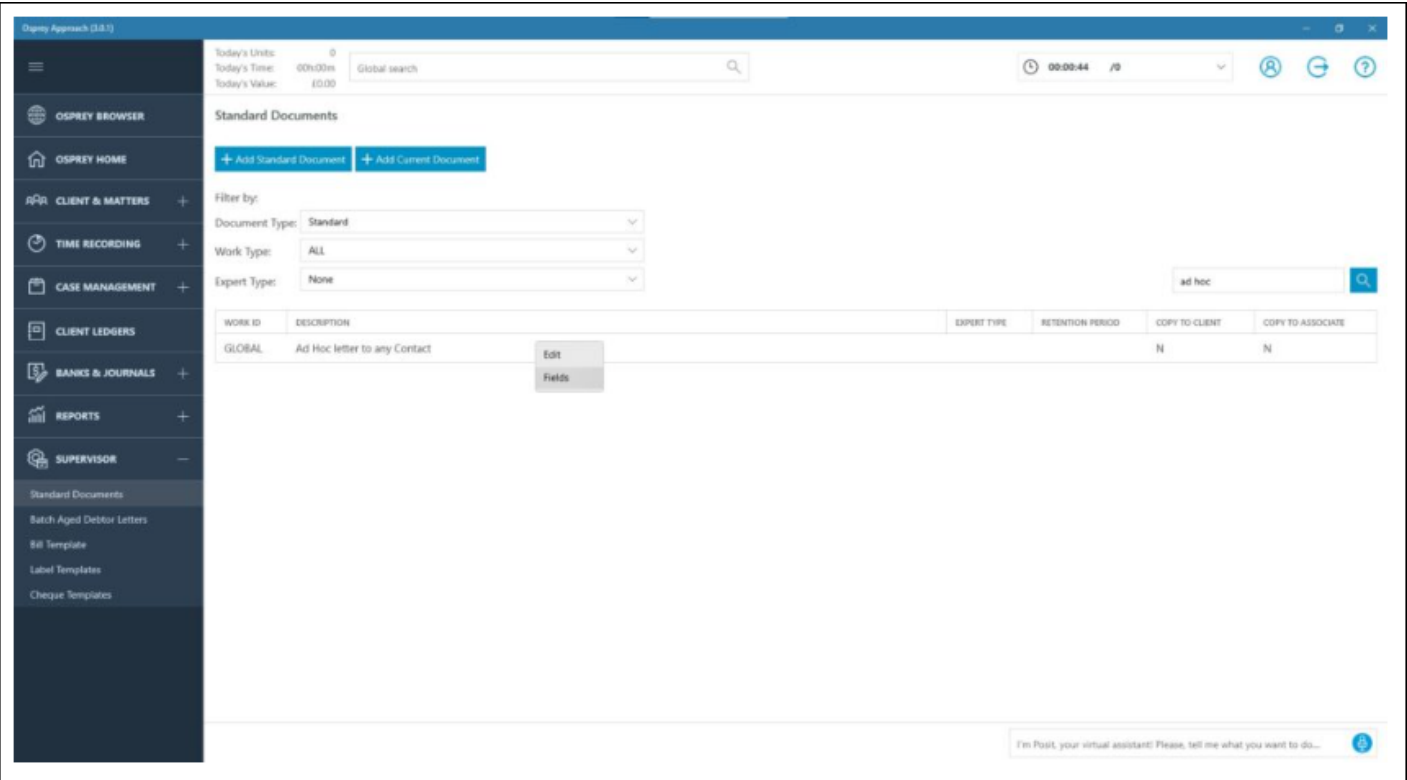 Osprey Approach (3.0.1)
Today's Units: 0
Today's Time: 00h:00m
Today's Value: £0.00
Global search
00:00:44 /0
OSPREY BROWSER
OSPREY HOME
CLIENT & MATTERS
TIME RECORDING
CASE MANAGEMENT
CLIENT LEDGERS
BANKS & JOURNALS
REPORTS
SUPERVISOR
Standard Documents
Batch Aged Debtor Letters
Bill Template
Label Templates
Cheque Templates
Standard Documents
+ Add Standard Document + Add Current Document
Filter by:
Document Type: Standard
Work Type: ALL
Expert Type: None
ad hoc
WORK ID DESCRIPTION EXPERT TYPE RETENTION PERIOD COPY TO CLIENT COPY TO ASSOCIATE
GLOBAL Ad Hoc letter to any Contact N N
Edit
Fields
I'm Posit, your virtual assistant! Please, tell me what you want to do...